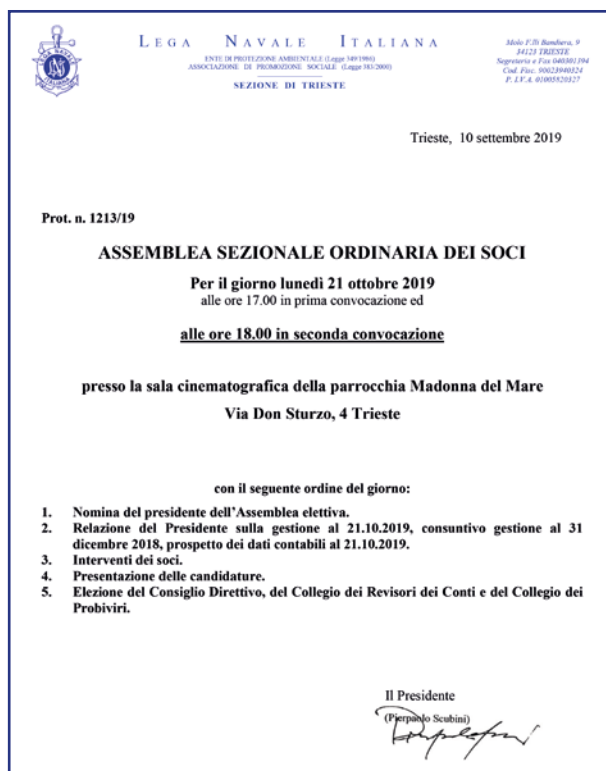 LEGA NAVALE
ITALIANA
LEGA NAVALE ITALIANA
ENTE DI PROTEZIONE AMBIENTALE (Legge 349/1986)
ASSOCIAZIONE DI PROMOZIONE SOCIALE (Legge 383/2000)
SEZIONE DI TRIESTE
Molo F.lli Bandiera, 9
34123 TRIESTE
Segreteria e Fax 040301394
Cod. Fisc. 90023940324
P. I.V.A. 01005820327
Trieste, 10 settembre 2019
Prot. n. 1213/19
ASSEMBLEA SEZIONALE ORDINARIA DEI SOCI
Per il giorno lunedì 21 ottobre 2019
alle ore 17.00 in prima convocazione ed
alle ore 18.00 in seconda convocazione
presso la sala cinematografica della parrocchia Madonna del Mare
Via Don Sturzo, 4 Trieste
con il seguente ordine del giorno:
1. Nomina del presidente dell'Assemblea elettiva.
2. Relazione del Presidente sulla gestione al 21.10.2019, consuntivo gestione al 31
dicembre 2018, prospetto dei dati contabili al 21.10.2019.
3. Interventi dei soci.
4. Presentazione delle candidature.
5. Elezione del Consiglio Direttivo, del Collegio dei Revisori dei Conti e del Collegio dei
Probiviri.
Il Presidente
(Pierpaolo Scubini)